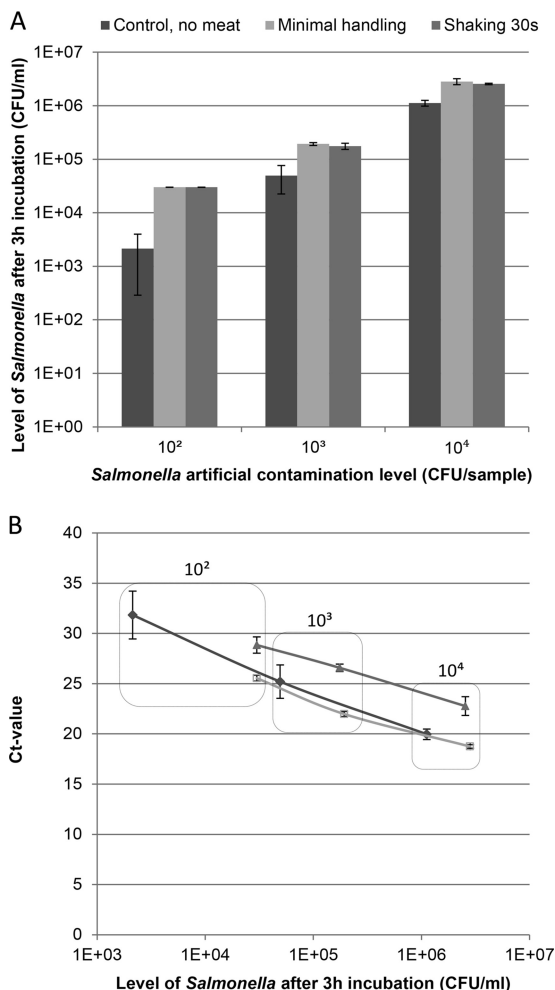 A
Control, no meat Minimal handling Shaking 30s
Level of Salmonella after 3h incubation (CFU/ml)
1E+07
1E+06
1E+05
1E+04
1E+03
1E+02
1E+01
1E+00
10² 10³ 10⁴
Salmonella artificial contamination level (CFU/sample)
B
Ct-value
40
35
30
25
20
15
10
5
0
10²
10³
10⁴
1E+03 1E+04 1E+05 1E+06 1E+07
Level of Salmonella after 3h incubation (CFU/ml)